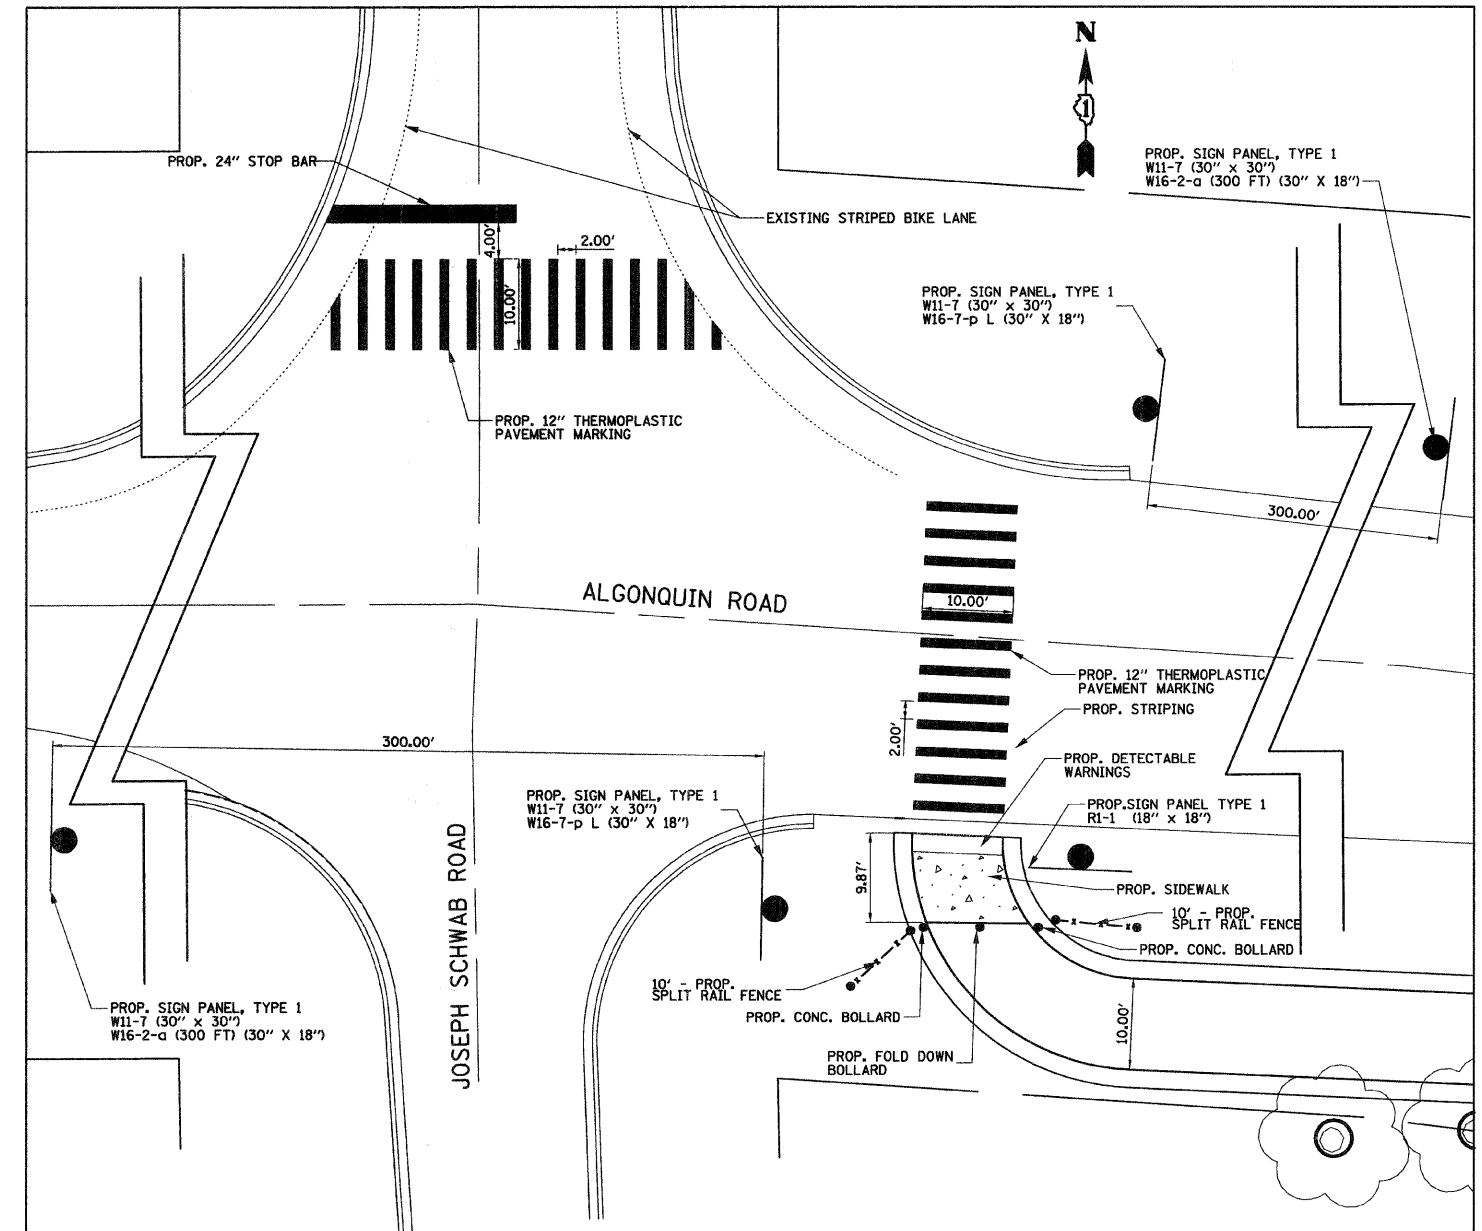 N
1
PROP. 24" STOP BAR
PROP. SIGN PANEL, TYPE 1
W11-7 (30" x 30")
W16-2-a (300 FT) (30" X 18")
EXISTING STRIPED BIKE LANE
4.00'
2.00'
10.00'
PROP. SIGN PANEL, TYPE 1
W11-7 (30" x 30")
W16-7-p L (30" X 18")
PROP. 12" THERMOPLASTIC
PAVEMENT MARKING
300.00'
ALGONQUIN ROAD
10.00'
PROP. 12" THERMOPLASTIC
PAVEMENT MARKING
PROP. STRIPING
2.00'
300.00'
PROP. DETECTABLE
WARNINGS
PROP. SIGN PANEL, TYPE 1
W11-7 (30" x 30")
W16-7-p L (30" X 18")
PROP.SIGN PANEL TYPE 1
R1-1 (18" x 18")
JOSEPH SCHWAB ROAD
9.87'
PROP. SIDEWALK
10' - PROP.
SPLIT RAIL FENCE
PROP. CONC. BOLLARD
10' - PROP.
SPLIT RAIL FENCE
PROP. CONC. BOLLARD
10.00'
PROP. SIGN PANEL, TYPE 1
W11-7 (30" x 30")
W16-2-a (300 FT) (30" X 18")
PROP. FOLD DOWN
BOLLARD